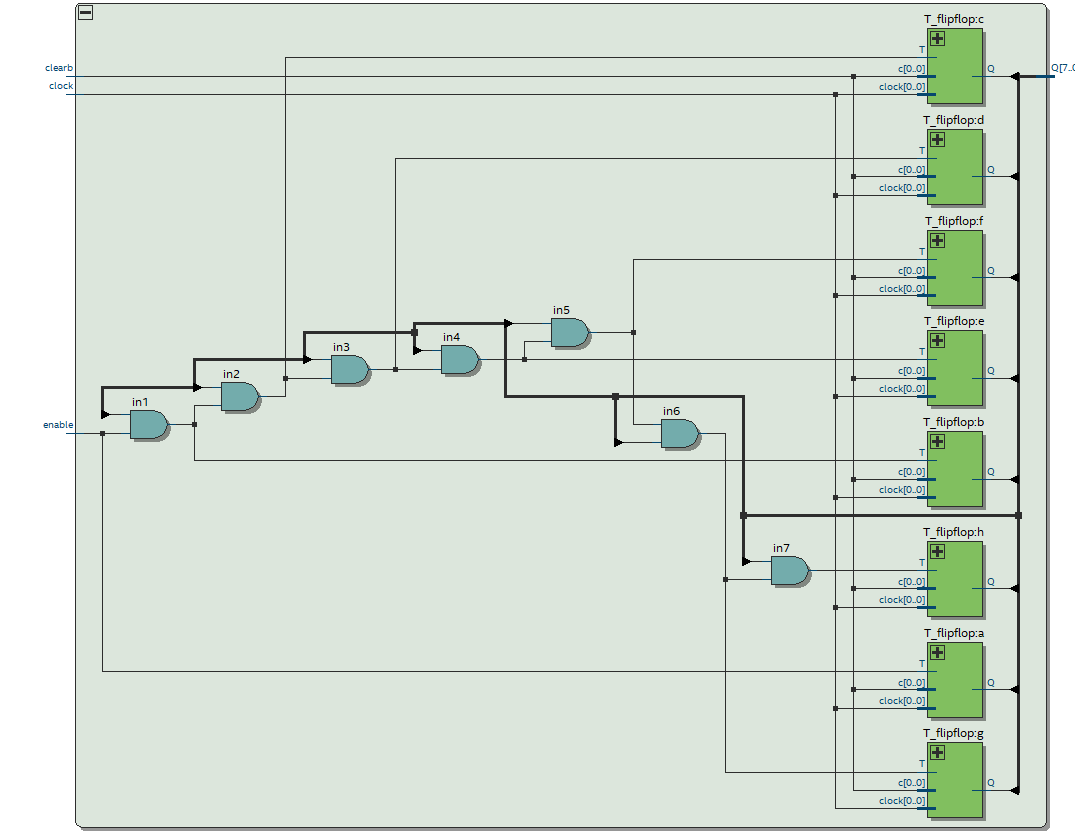 T_flipflop:c
T
clearb
c[0..0]
Q
Q[7..0
clock
clock[0..0]
T_flipflop:d
T
c[0..0]
Q
clock[0..0]
T_flipflop:f
T
c[0..0]
Q
clock[0..0]
in5
T_flipflop:e
in4
in3
T
c[0..0]
Q
in2
clock[0..0]
in1
in6
enable
T_flipflop:b
T
c[0..0]
Q
clock[0..0]
T_flipflop:h
in7
T
c[0..0]
Q
clock[0..0]
T_flipflop:a
T
c[0..0]
Q
clock[0..0]
T_flipflop:g
T
c[0..0]
Q
clock[0..0]